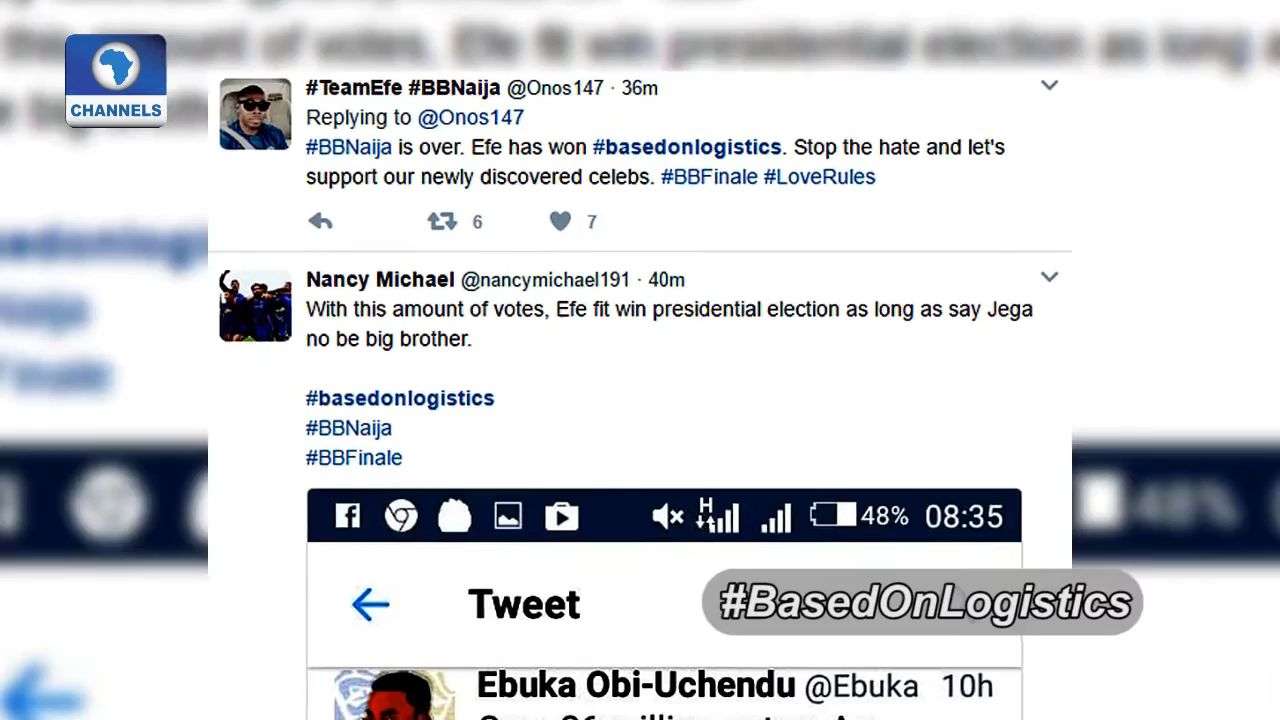 CHANNELS
#TeamEfe #BBNaija @Onos147 · 36m
Replying to @Onos147
#BBNaija is over. Efe has won #basedonlogistics. Stop the hate and let's
support our newly discovered celebs. #BBFinale #LoveRules
6 7
Nancy Michael @nancymichael191 · 40m
With this amount of votes, Efe fit win presidential election as long as say Jega
no be big brother.
#basedonlogistics
#BBNaija
#BBFinale
H 48% 08:35
Tweet
#BasedOnLogistics
Ebuka Obi-Uchendu @Ebuka 10h